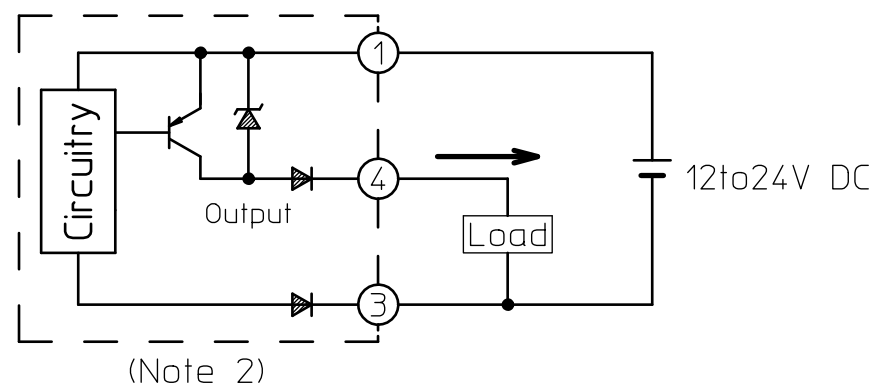 1
Circuitry
4
12to24V DC
Output
Load
3
(Note 2)